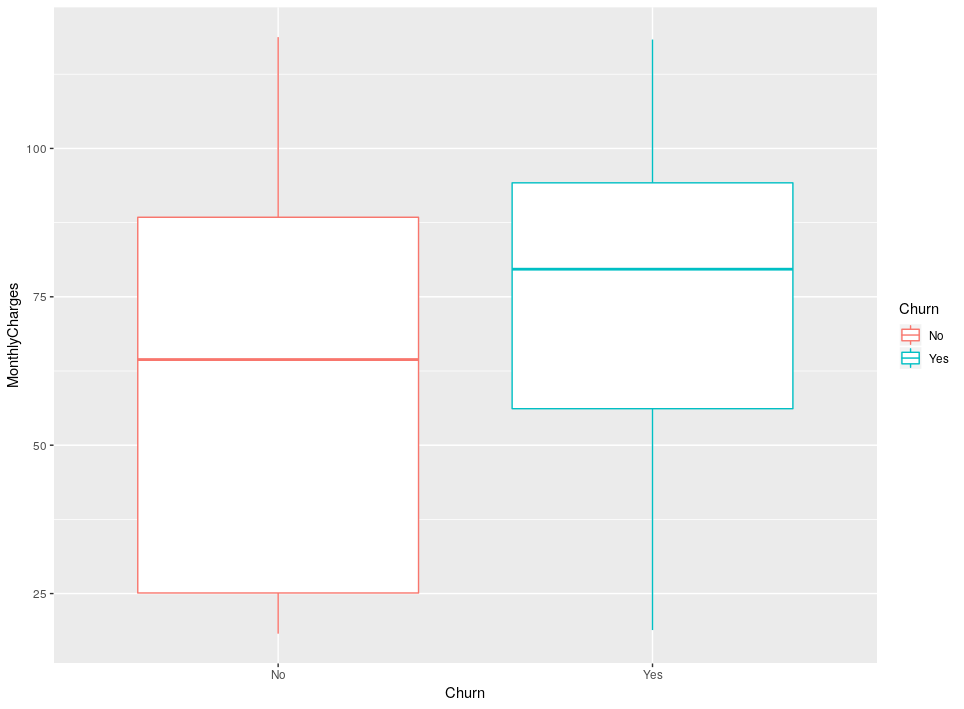 100
75
50
25
MonthlyCharges
No
Yes
Churn
Churn
No
Yes